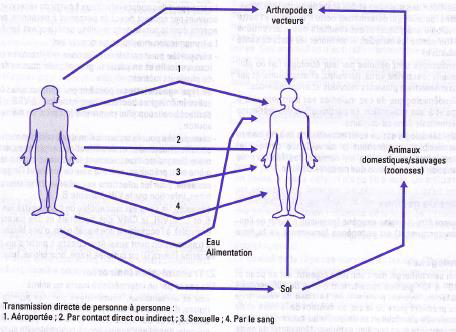 Arthropodes
vecteurs
1
2
3
4
Animaux
domestiques/sauvages
(zoonoses)
Eau
Alimentation
Sol
Transmission directe de personne à personne :
1. Aéroportée ; 2. Par contact direct ou indirect ; 3. Sexuelle ; 4. Par le sang